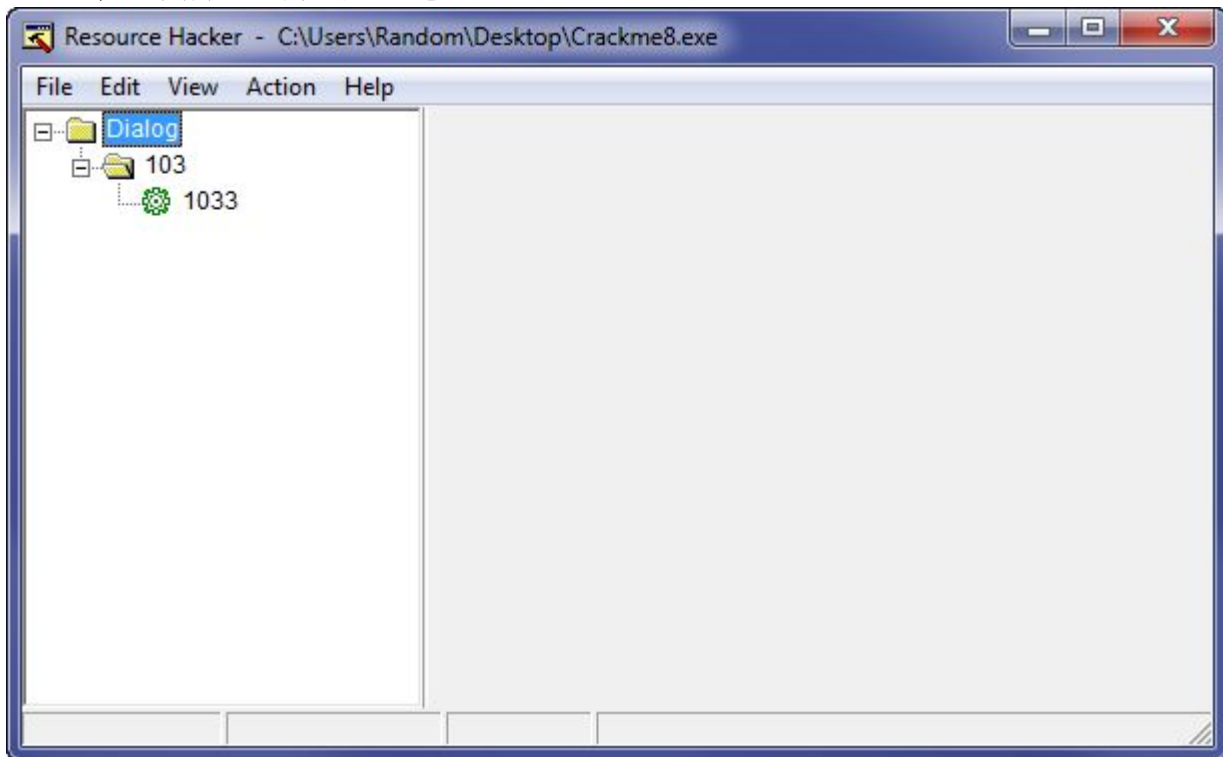 Resource Hacker - C:\Users\Random\Desktop\Crackme8.exe
File Edit View Action Help
Dialog
103
1033